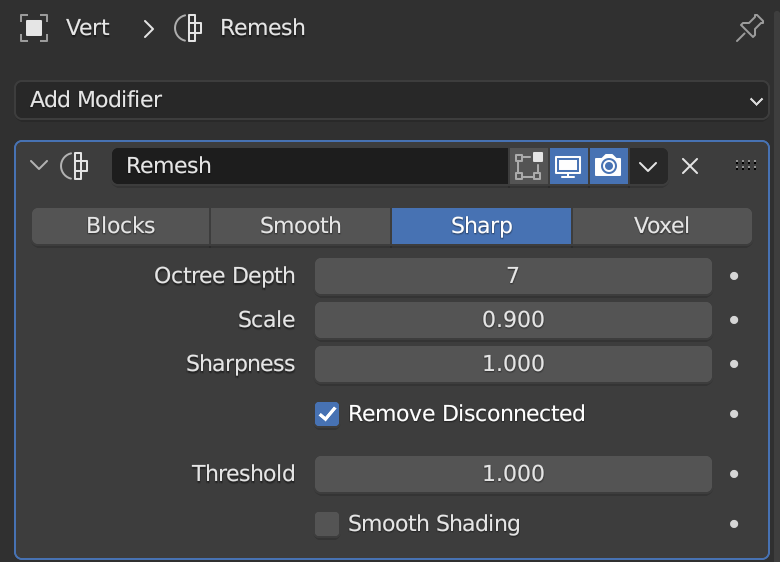 Vert Remesh
Add Modifier
Remesh
Blocks Smooth Sharp Voxel
Octree Depth 7
Scale 0.900
Sharpness 1.000
Remove Disconnected
Threshold 1.000
Smooth Shading